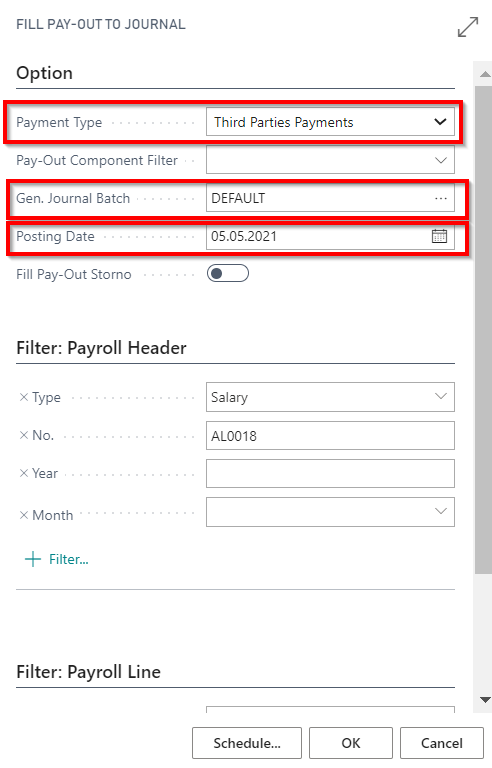 FILL PAY-OUT TO JOURNAL
Option
Payment Type Third Parties Payments
Pay-Out Component Filter
Gen. Journal Batch DEFAULT
Posting Date 05.05.2021
Fill Pay-Out Storno
Filter: Payroll Header
Type Salary
No. AL0018
Year
Month
Filter...
Filter: Payroll Line
Schedule... OK Cancel